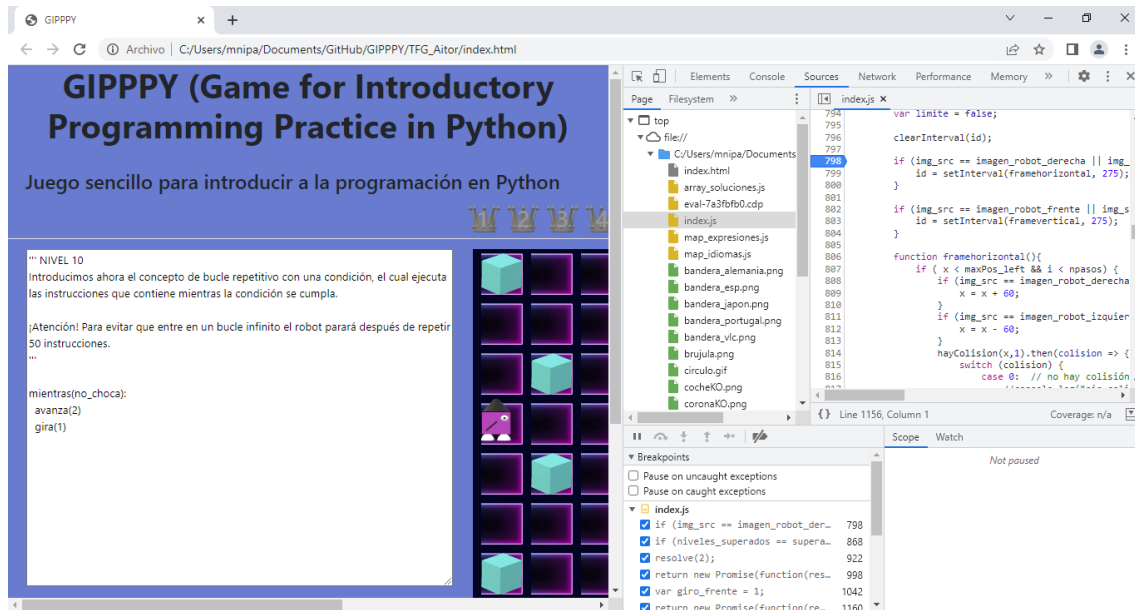 GIPPPY
Archivo | C:/Users/mnipa/Documents/GitHub/GIPPPY/TFG_Aitor/index.html
GIPPPY (Game for Introductory
Programming Practice in Python)
Juego sencillo para introducir a la programación en Python
1 2 3 4
''' NIVEL 10
Introducimos ahora el concepto de bucle repetitivo con una condición, el cual ejecuta
las instrucciones que contiene mientras la condición se cumpla.
¡Atención! Para evitar que entre en un bucle infinito el robot parará después de repetir
50 instrucciones.
'''
mientras(no_choca):
avanza(2)
gira(1)
Elements Console Sources Network Performance Memory »
Page Filesystem »
top
file://
C:/Users/mnipa/Documents
index.html
array_soluciones.js
eval-7a3fbfb0.cdp
index.js
map_expresiones.js
map_idiomas.js
bandera_alemania.png
bandera_esp.png
bandera_japon.png
bandera_portugal.png
bandera_vlc.png
brujula.png
circulo.gif
cocheKO.png
coronaKO.png
index.js
794 var limite = false;
795
796 clearInterval(id);
797
798 if (img_src == imagen_robot_derecha || img_
799 id = setInterval(framehorizontal, 275);
800 }
801
802 if (img_src == imagen_robot_frente || img_s
803 id = setInterval(framevertical, 275);
804 }
805
806 function framehorizontal(){
807 if ( x < maxPos_left && i < npasos) {
808 if (img_src == imagen_robot_derecha
809 x = x + 60;
810 }
811 if (img_src == imagen_robot_izquier
812 x = x - 60;
813 }
814 hayColision(x,1).then(colision => {
815 switch (colision) {
816 case 0: // no hay colisión
{} Line 1156, Column 1 Coverage: n/a
Scope Watch
Not paused
Breakpoints
Pause on uncaught exceptions
Pause on caught exceptions
index.js
if (img_src == imagen_robot_der… 798
if (niveles_superados == supera… 868
resolve(2); 922
return new Promise(function(res… 998
var giro_frente = 1; 1042
return new Promise(function(re… 1160